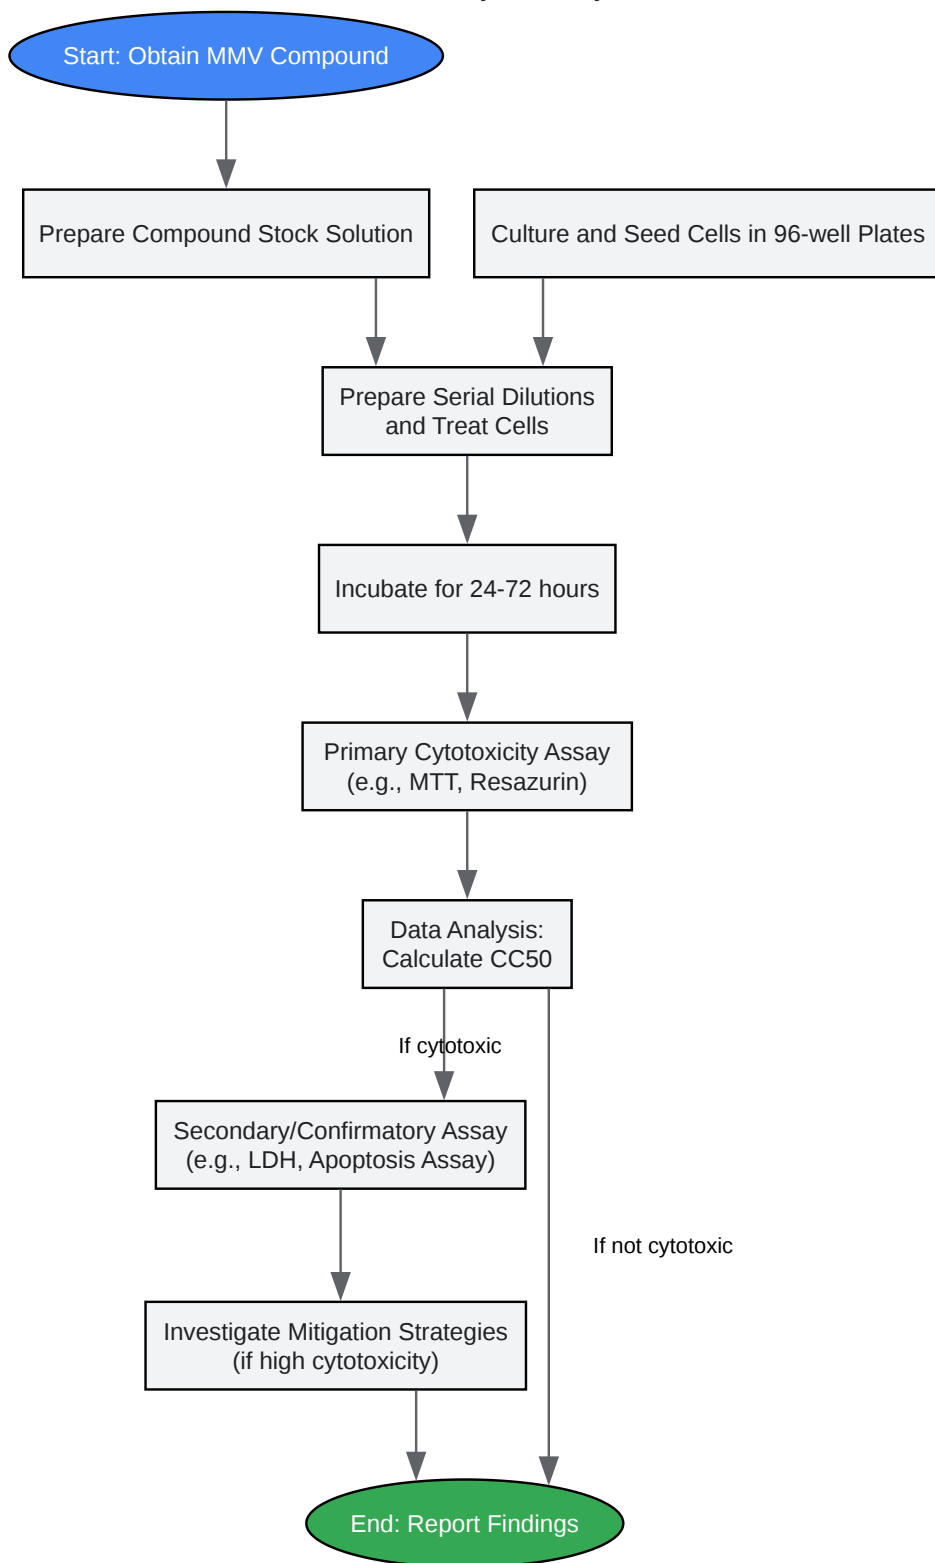 Start: Obtain MMV Compound
Prepare Compound Stock Solution
Culture and Seed Cells in 96-well Plates
Prepare Serial Dilutions
and Treat Cells
Incubate for 24-72 hours
Primary Cytotoxicity Assay
(e.g., MTT, Resazurin)
Data Analysis:
Calculate CC50
If cytotoxic
Secondary/Confirmatory Assay
(e.g., LDH, Apoptosis Assay)
If not cytotoxic
Investigate Mitigation Strategies
(if high cytotoxicity)
End: Report Findings